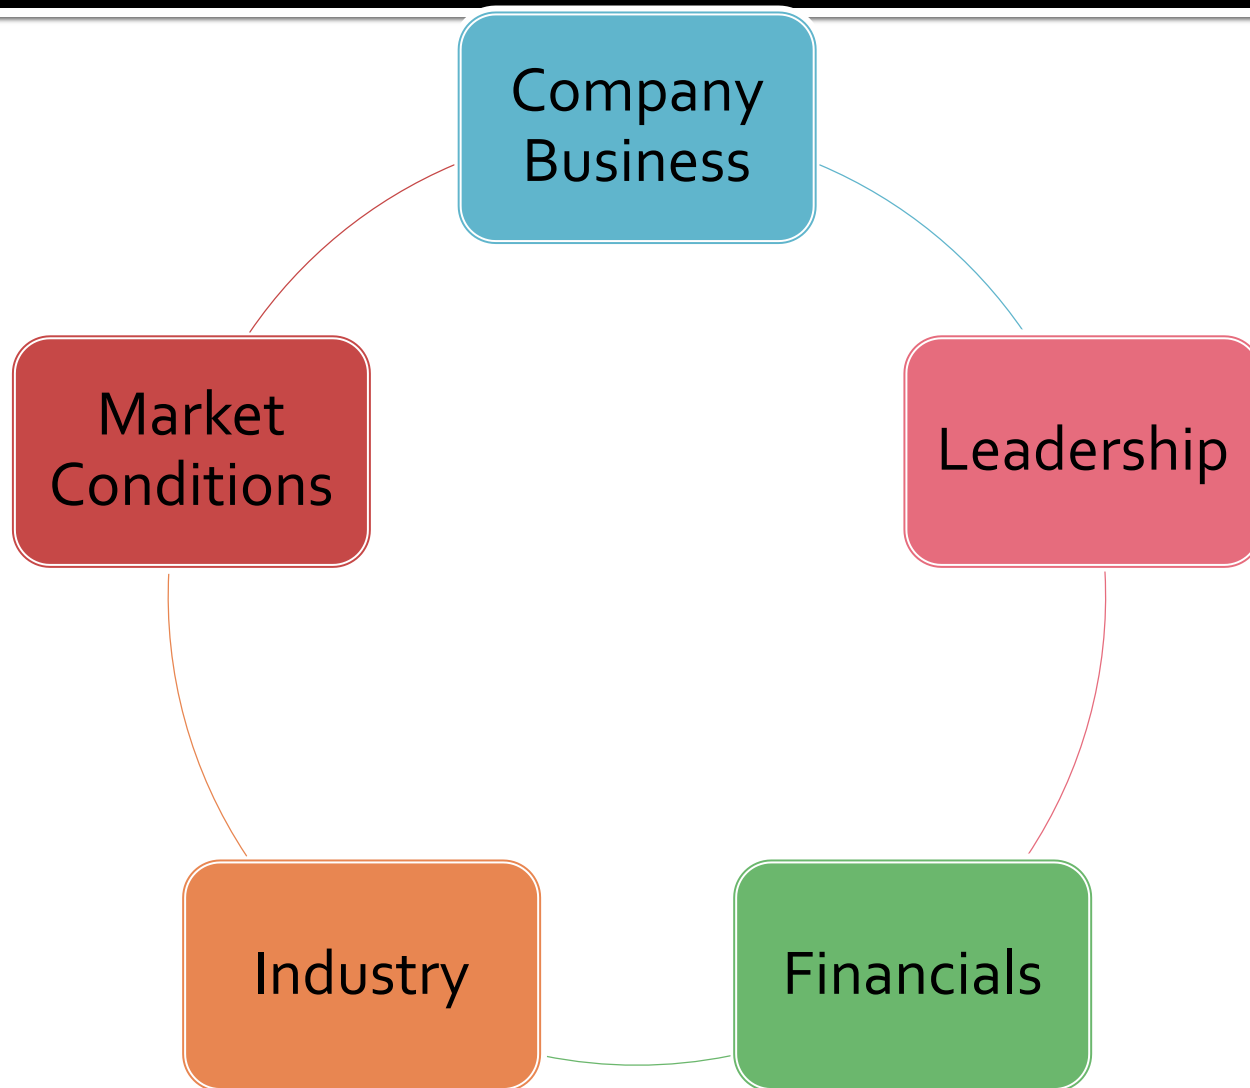 Company
Business
Market
Conditions
Leadership
Industry
Financials